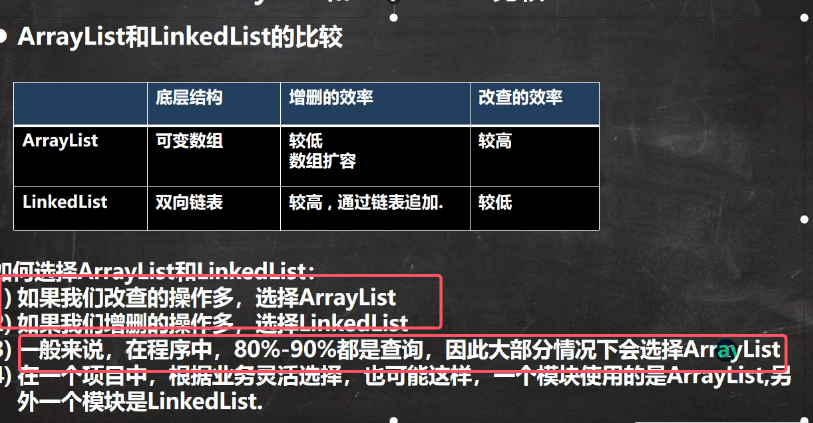 ArrayList和LinkedList的比较
底层结构 增删的效率 改查的效率
ArrayList 可变数组 较低 较高
数组扩容
LinkedList 双向链表 较高,通过链表追加. 较低
如何选择ArrayList和LinkedList:
) 如果我们改查的操作多,选择ArrayList
2) 如果我们增删的操作多,选择LinkedList
3) 一般来说,在程序中,80%-90%都是查询,因此大部分情况下会选择ArrayList
4) 在一个项目中,根据业务灵活选择,也可能这样,一个模块使用的是ArrayList,另
外一个模块是LinkedList.